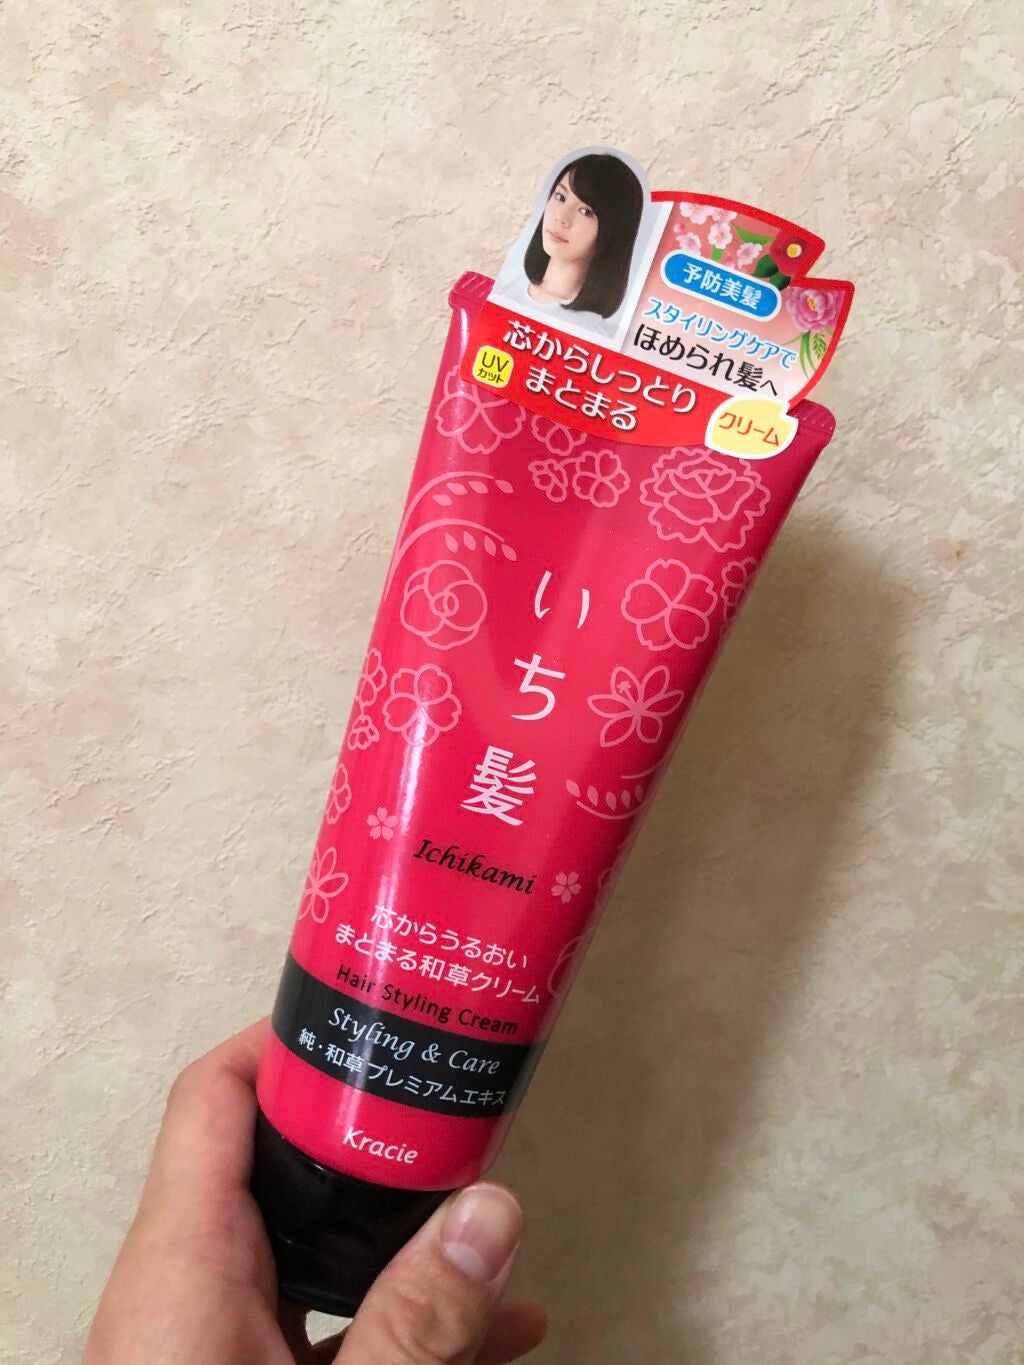 予防美髪
スタイリングケアで
ほめられ髪へ
芯からしっとり
まとまる
UV
カット
クリーム
いち髪
Ichikami
芯からうるおい
まとまる和草クリーム
Hair Styling Cream
Styling & Care
純・和草プレミアムエキス
Kracie